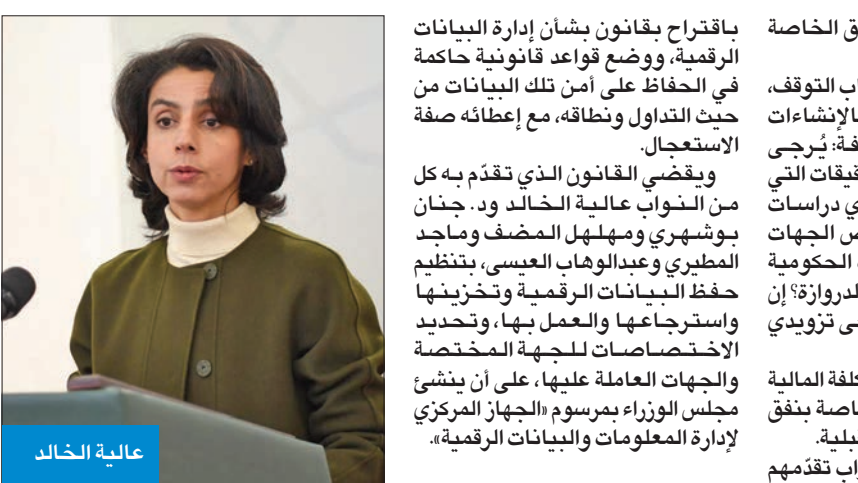 ق الخاصة
اب التوقف،
بالإنشاءات
فة: يُرجى
قيقات التي
ي دراسات
ض الجهات
الحكومية
لدروازة؟ إن
ى تزويدي
كلفة المالية
اصة بنفق
بلية.
اب تقدّمهم
باقتراح بقانون بشأن إدارة البيانات
الرقمية، ووضع قواعد قانونية حاكمة
في الحفاظ على أمن تلك البيانات من
حيث التداول ونطاقه، مع إعطائه صفة
الاستعجال.
ويقضي القانون الذي تقدّم به كل
من النواب عالية الخالد ود. جنان
بوشهري ومهلهل المضف وماجد
المطيري وعبدالوهاب العيسى، بتنظيم
حفظ البيانات الرقمية وتخزينها
واسترجاعها والعمل بها، وتحديد
الاختصاصات للجهة المختصة
والجهات العاملة عليها، على أن ينشئ
مجلس الوزراء بمرسوم «الجهاز المركزي
لإدارة المعلومات والبيانات الرقمية».
عالية الخالد